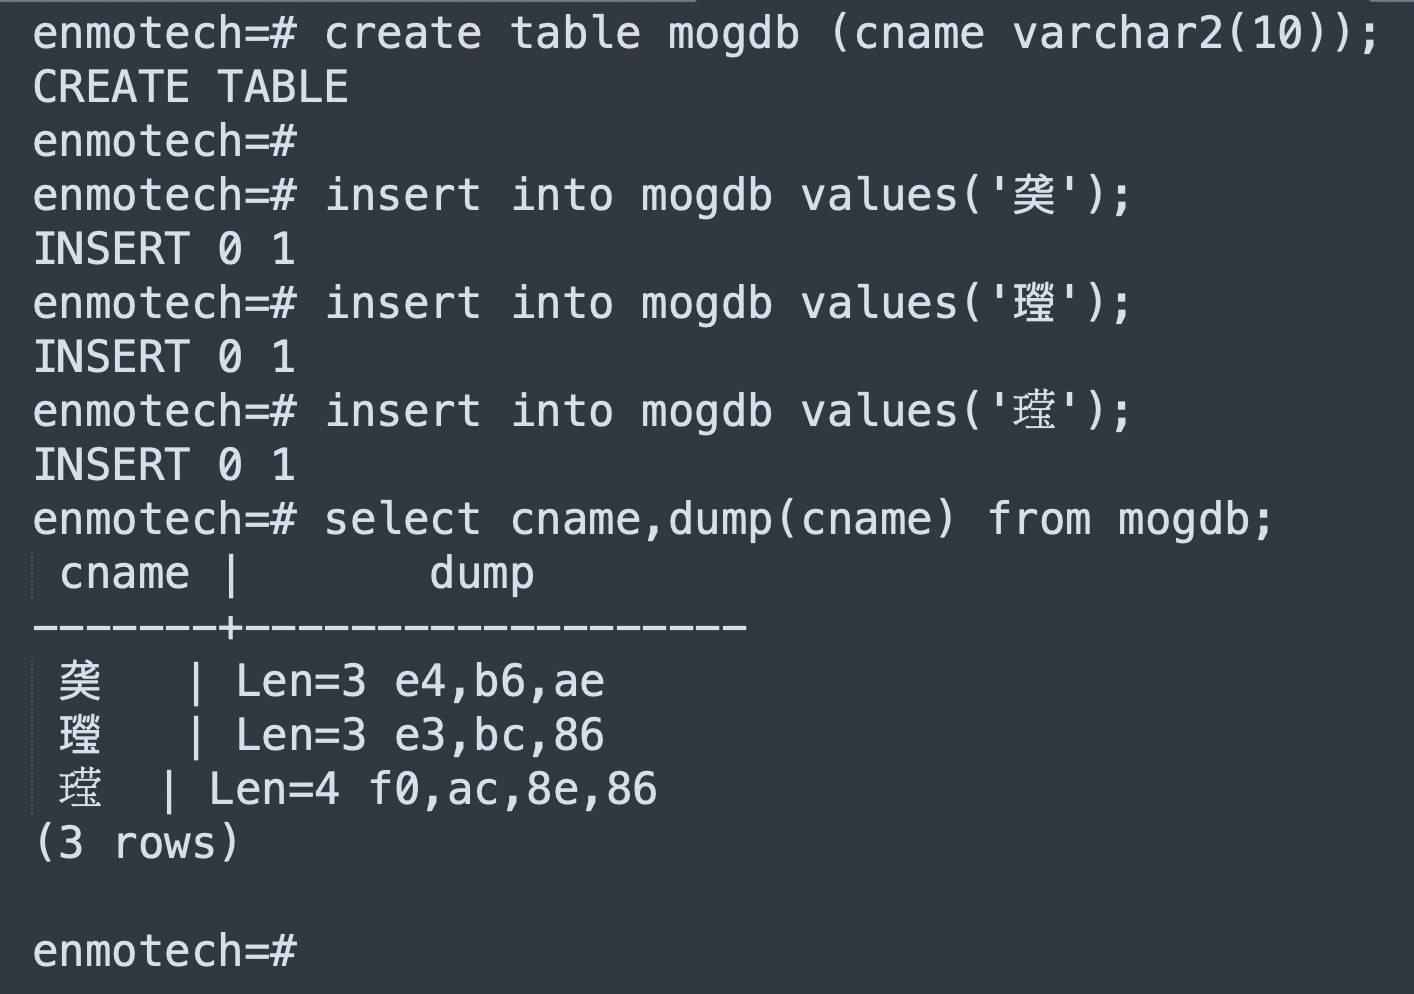 enmotech=# create table mogdb (cname varchar2(10));
CREATE TABLE
enmotech=#
enmotech=# insert into mogdb values('䶮');
INSERT 0 1
enmotech=# insert into mogdb values('㼆');
INSERT 0 1
enmotech=# insert into mogdb values('𬎆');
INSERT 0 1
enmotech=# select cname,dump(cname) from mogdb;
 cname |       dump
-------+-------------------
 䶮   | Len=3 e4,b6,ae
 㼆   | Len=3 e3,bc,86
 𬎆  | Len=4 f0,ac,8e,86
(3 rows)
enmotech=#